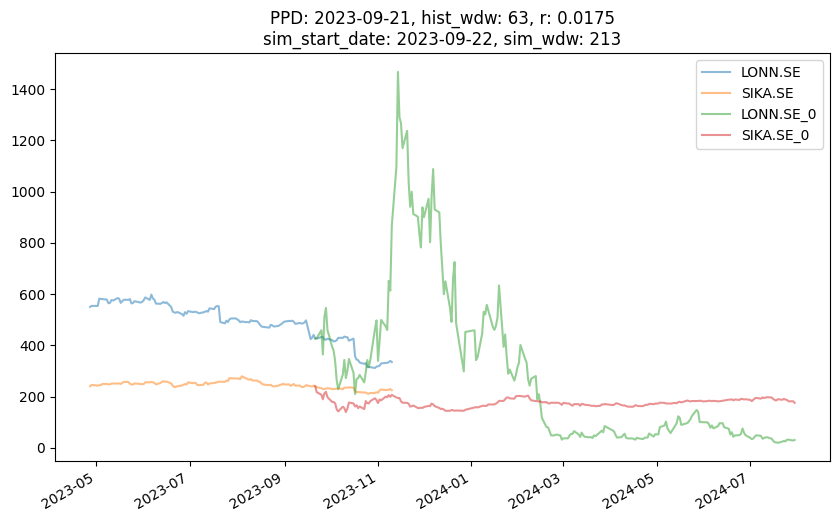 PPD: 2023-09-21, hist_wdw: 63, r: 0.0175
sim_start_date: 2023-09-22, sim_wdw: 213
LONN.SE
SIKA.SE
LONN.SE_0
SIKA.SE_0
1400
1200
1000
800
600
400
200
0
2023-05
2023-07
2023-09
2023-11
2024-01
2024-03
2024-05
2024-07